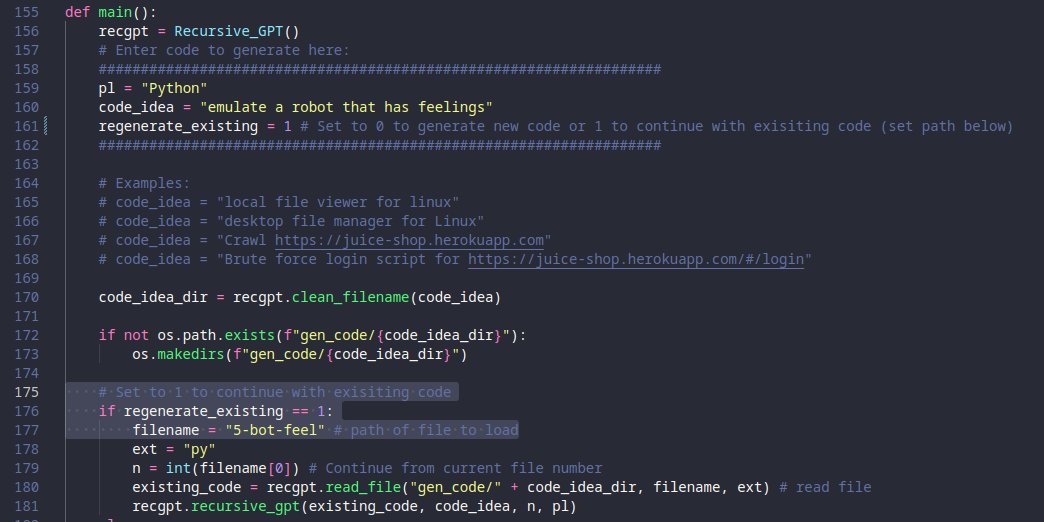 155 def main():
156 recgpt = Recursive_GPT()
157 # Enter code to generate here:
158 ###################################################################
159 pl = "Python"
160 code_idea = "emulate a robot that has feelings"
161 regenerate_existing = 1 # Set to 0 to generate new code or 1 to continue with exisiting code (set path below)
162 ###################################################################
163
164 # Examples:
165 # code_idea = "local file viewer for linux"
166 # code_idea = "desktop file manager for Linux"
167 # code_idea = "Crawl https://juice-shop.herokuapp.com"
168 # code_idea = "Brute force login script for https://juice-shop.herokuapp.com/#/login"
169
170 code_idea_dir = recgpt.clean_filename(code_idea)
171
172 if not os.path.exists(f"gen_code/{code_idea_dir}"):
173 os.makedirs(f"gen_code/{code_idea_dir}")
174
175 # Set to 1 to continue with exisiting code
176 if regenerate_existing == 1:
177 filename = "5-bot-feel" # path of file to load
178 ext = "py"
179 n = int(filename[0]) # Continue from current file number
180 existing_code = recgpt.read_file("gen_code/" + code_idea_dir, filename, ext) # read file
181 recgpt.recursive_gpt(existing_code, code_idea, n, pl)